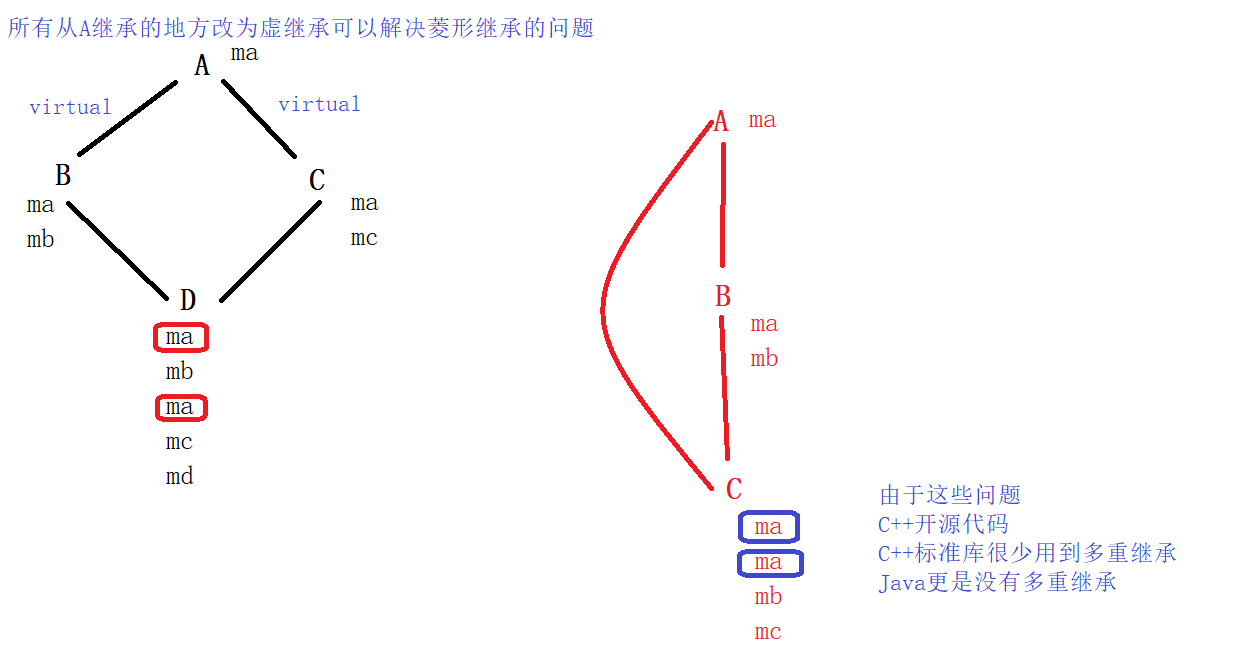 所有从A继承的地方改为虚继承可以解决菱形继承的问题
A ma
virtual virtual
B C
ma ma
mb mc
D
ma
mb
ma
mc
md
A ma
B
ma
mb
C
ma
ma
mb
mc
由于这些问题
C++开源代码
C++标准库很少用到多重继承
Java更是没有多重继承